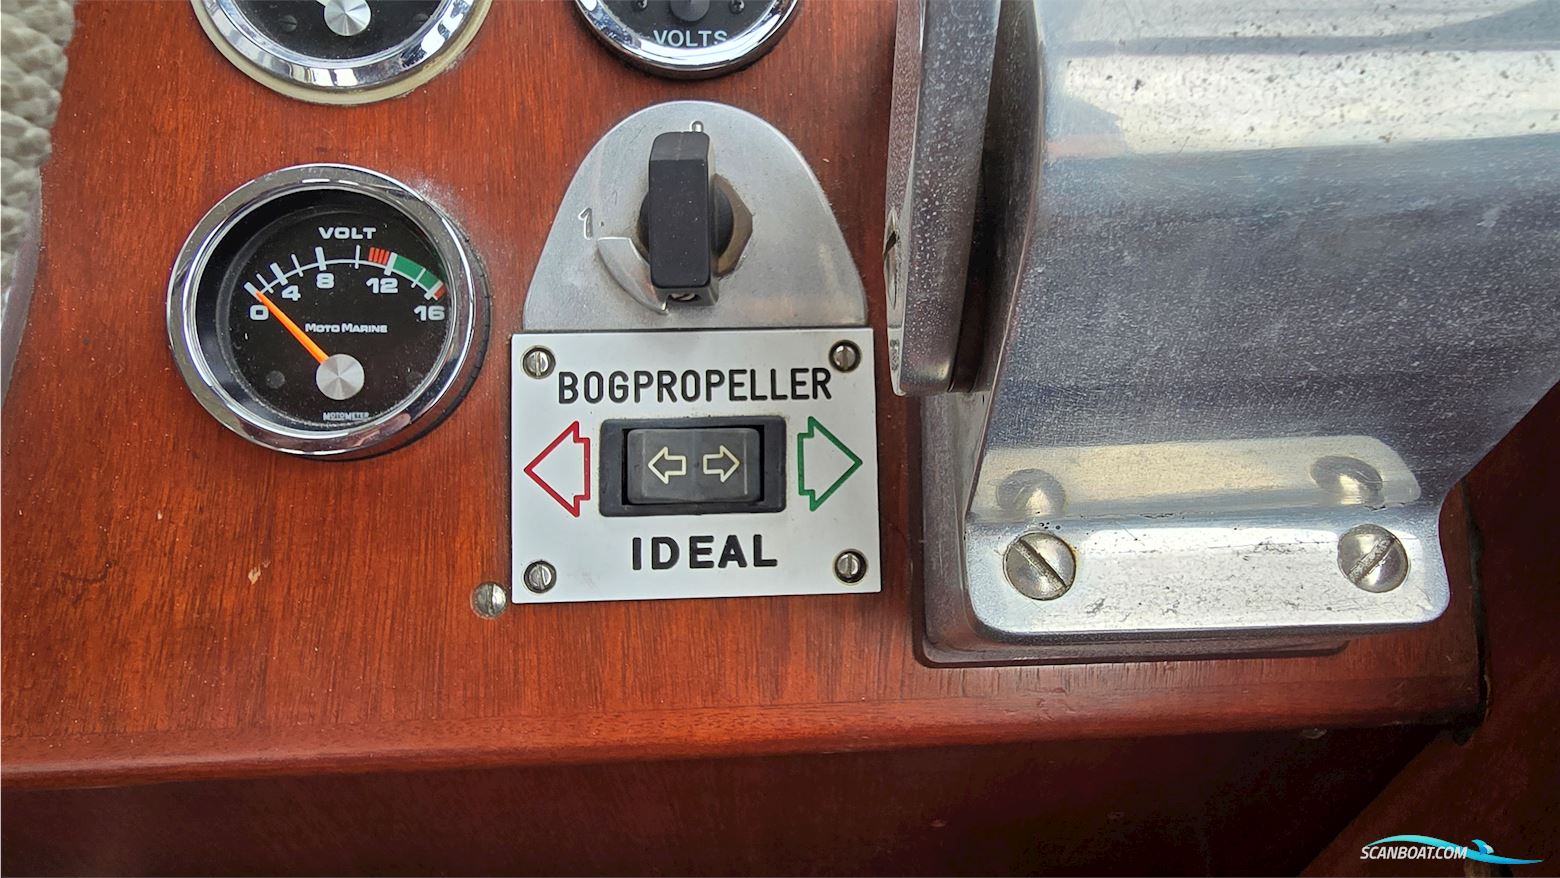 VOLTS
0
1
VOLT
0 4 8 12 16
MOTO MARINE
MOTOMETER
BOGPROPELLER
IDEAL
SCANBOAT.COM